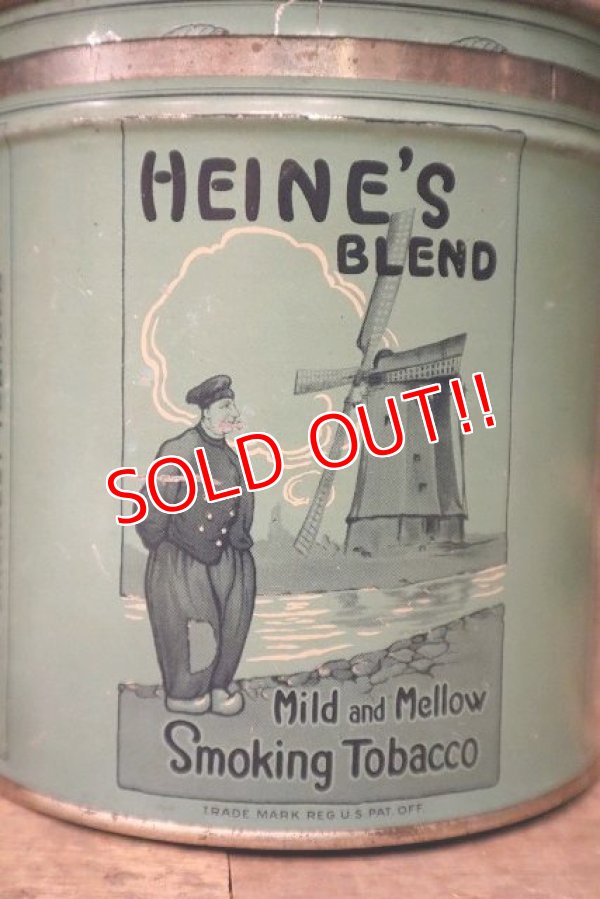 HEINE'S
BLEND
SOLD OUT!!
Mild and Mellow
Smoking Tobacco
TRADE MARK REG U.S. PAT. OFF.